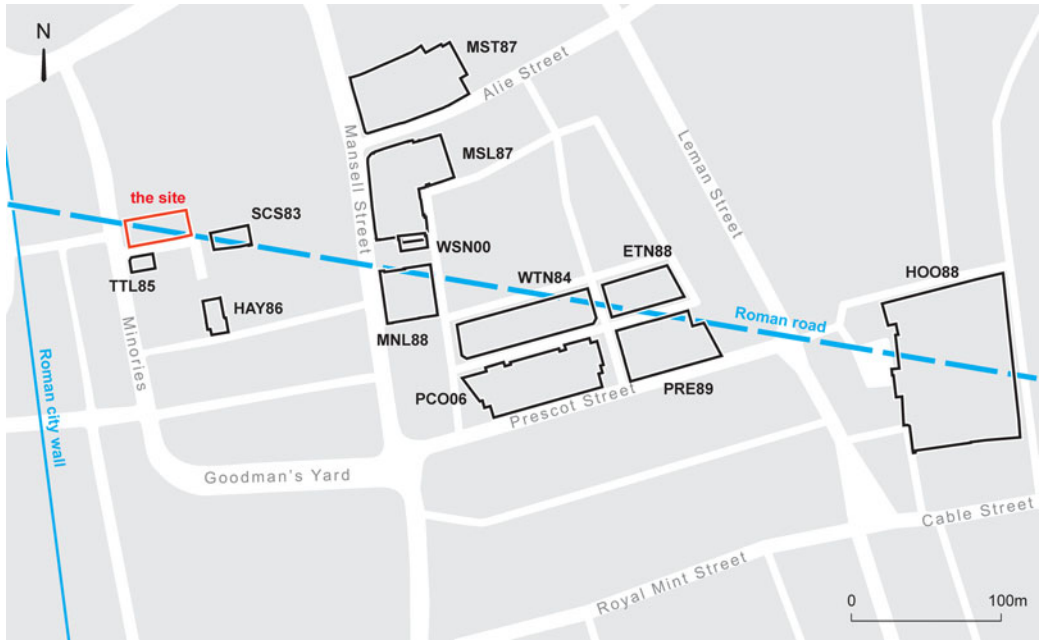 N
MST87
Alie Street
Mansell Street
MSL87
Leman Street
the site
SCS83
WSN00
ETN88
WTN84
HOO88
TTL85
HAY86
Roman road
MNL88
Minories
Roman city wall
PCO06
PRE89
Prescot Street
Goodman's Yard
Cable Street
Royal Mint Street
0 100m